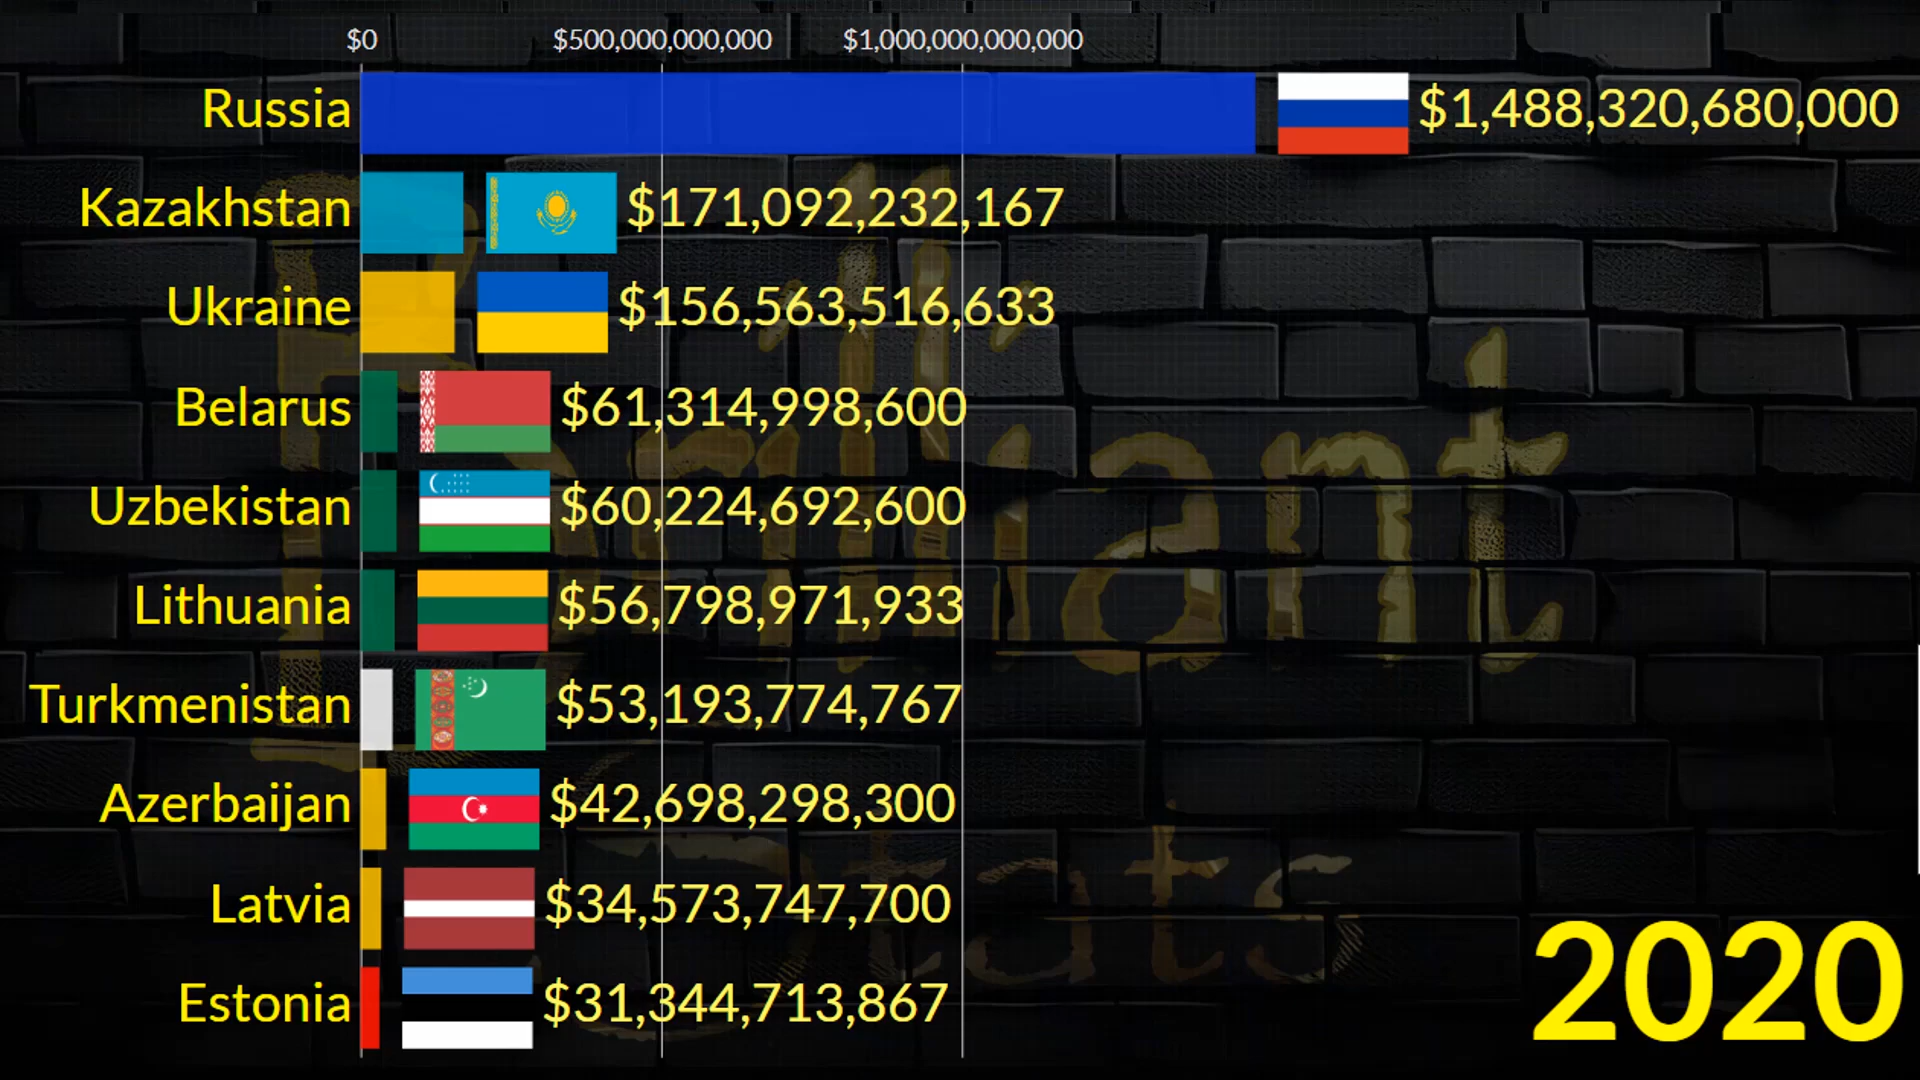 $0 $500,000,000,000 $1,000,000,000,000
Russia $1,488,320,680,000
Kazakhstan $171,092,232,167
Ukraine $156,563,516,633
Belarus $61,314,998,600
Uzbekistan $60,224,692,600
Lithuania $56,798,971,933
Turkmenistan $53,193,774,767
Azerbaijan $42,698,298,300
Latvia $34,573,747,700
Estonia $31,344,713,867
2020
Brilliant
Stats